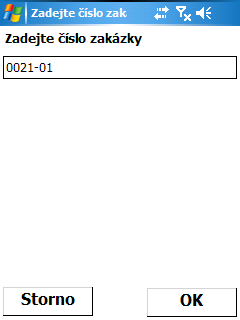 Zadejte číslo zak
Zadejte číslo zakázky
0021-01
Storno
OK